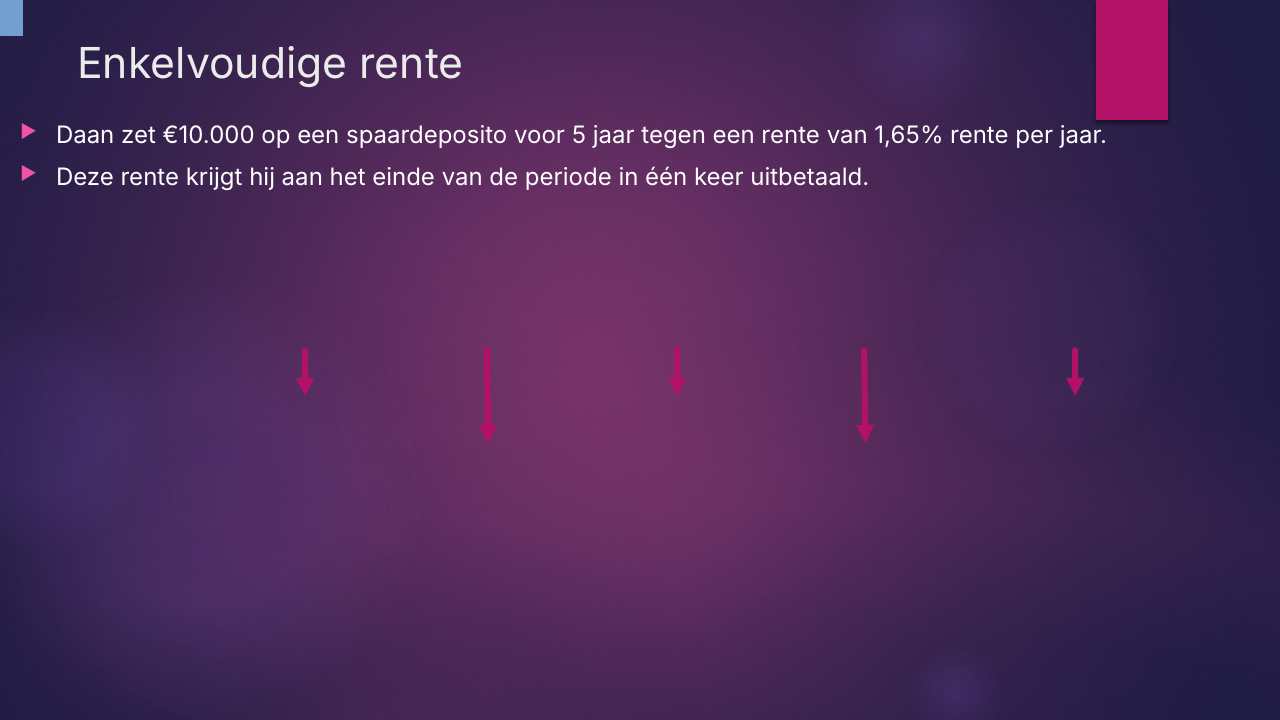 Enkelvoudige rente
Daan zet €10.000 op een spaardeposito voor 5 jaar tegen een rente van 1,65% rente per jaar.
Deze rente krijgt hij aan het einde van de periode in één keer uitbetaald.